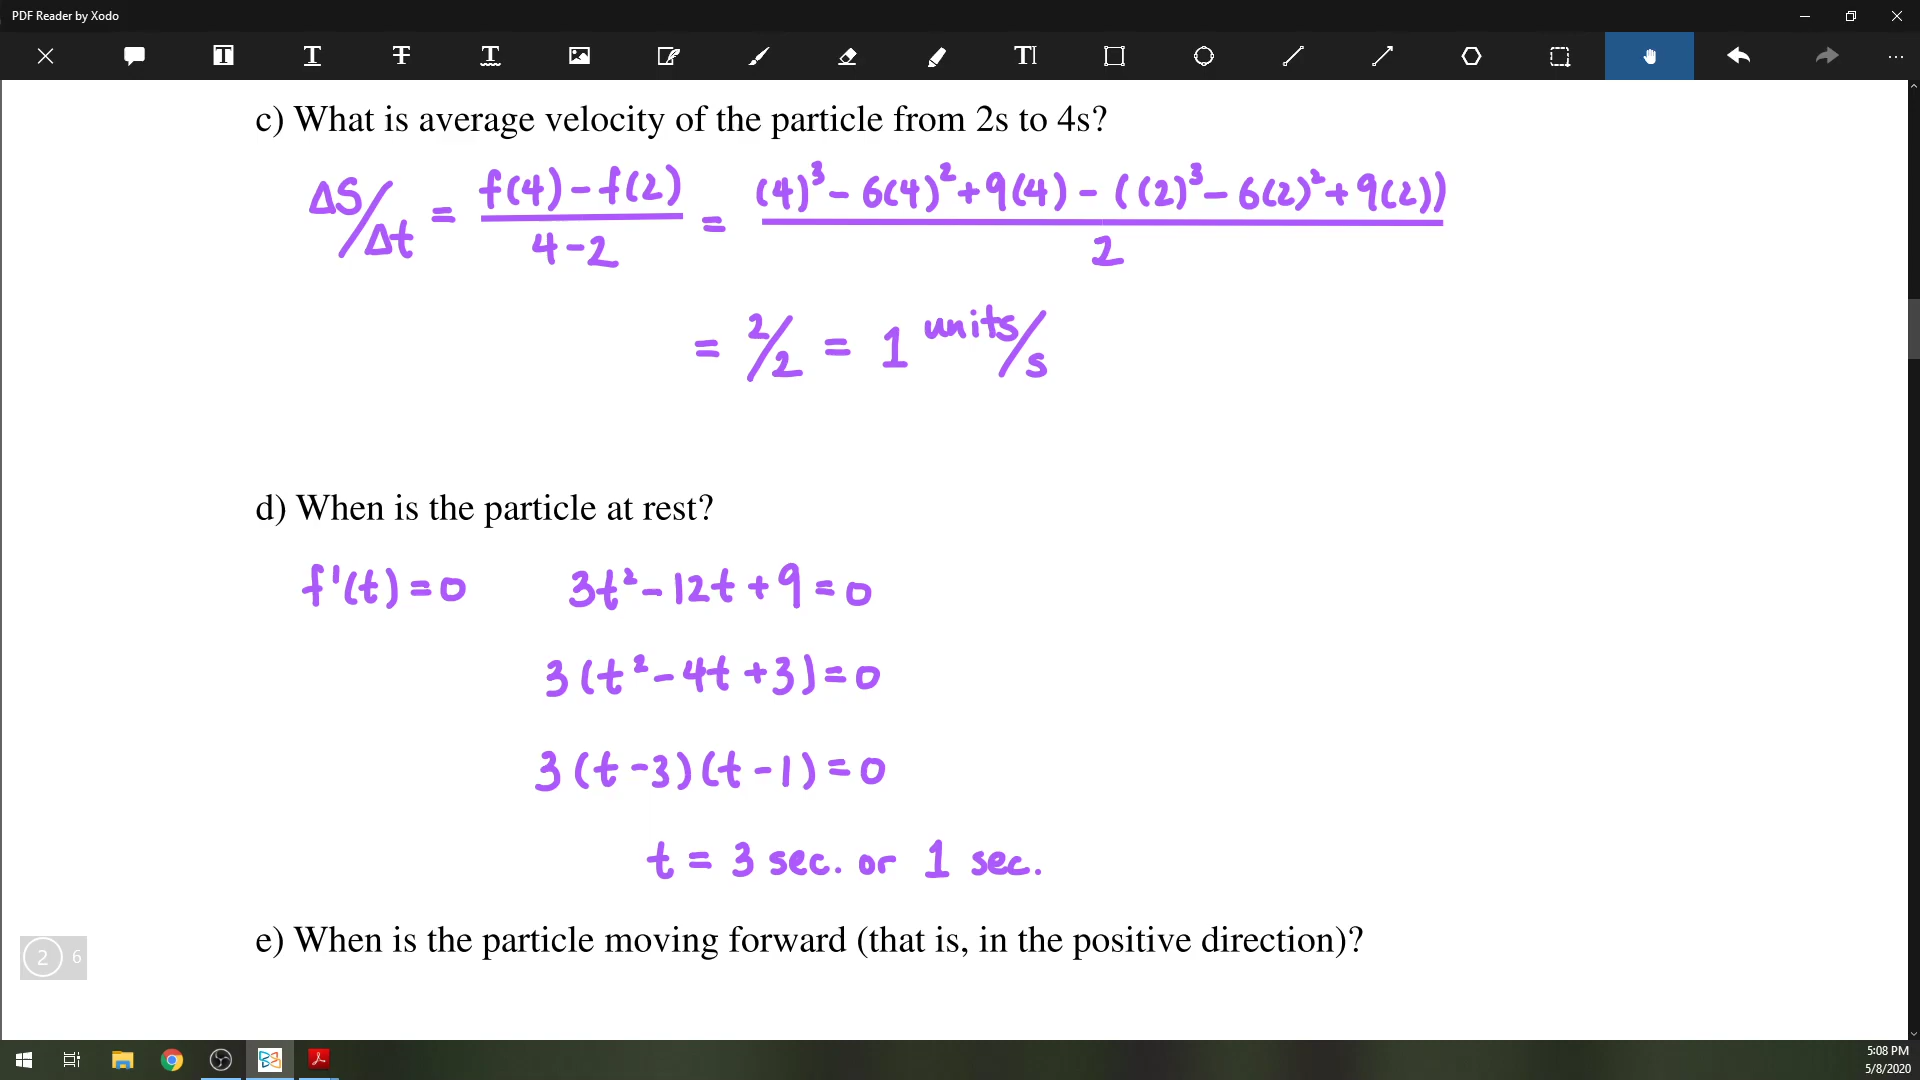 PDF Reader by Xodo
c) What is average velocity of the particle from 2s to 4s?
ΔS/Δt = f(4) - f(2) / 4-2 = (4)³ - 6(4)² + 9(4) - ((2)³ - 6(2)² + 9(2)) / 2
= 2/2 = 1 units/s
d) When is the particle at rest?
f'(t) = 0 3t² - 12t + 9 = 0
3(t² - 4t + 3) = 0
3(t - 3)(t - 1) = 0
t = 3 sec. or 1 sec.
e) When is the particle moving forward (that is, in the positive direction)?
2 6
5:08 PM
5/8/2020